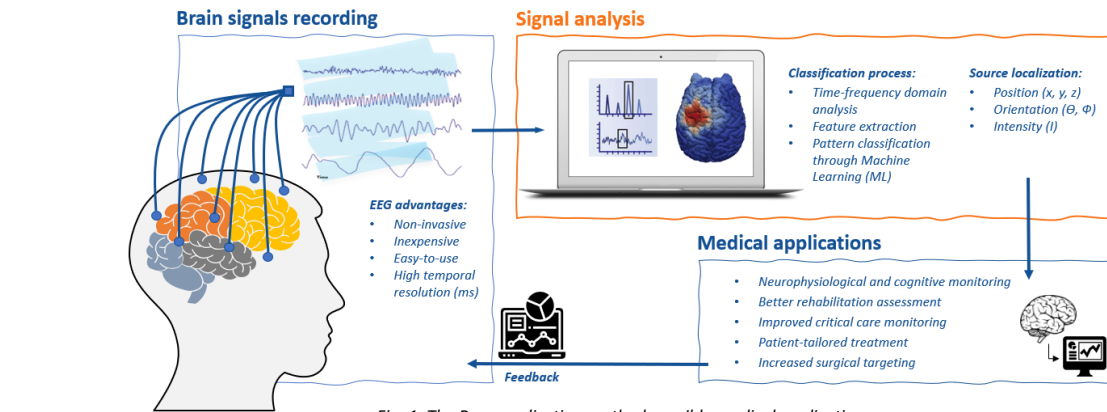 Brain signals recording
Signal analysis
Classification process:
• Time-frequency domain
analysis
• Feature extraction
• Pattern classification
through Machine
Learning (ML)
Source localization:
• Position (x, y, z)
• Orientation (Ɵ, Φ)
• Intensity (I)
EEG advantages:
• Non-invasive
• Inexpensive
• Easy-to-use
• High temporal
resolution (ms)
Medical applications
• Neurophysiological and cognitive monitoring
• Better rehabilitation assessment
• Improved critical care monitoring
• Patient-tailored treatment
• Increased surgical targeting
Feedback